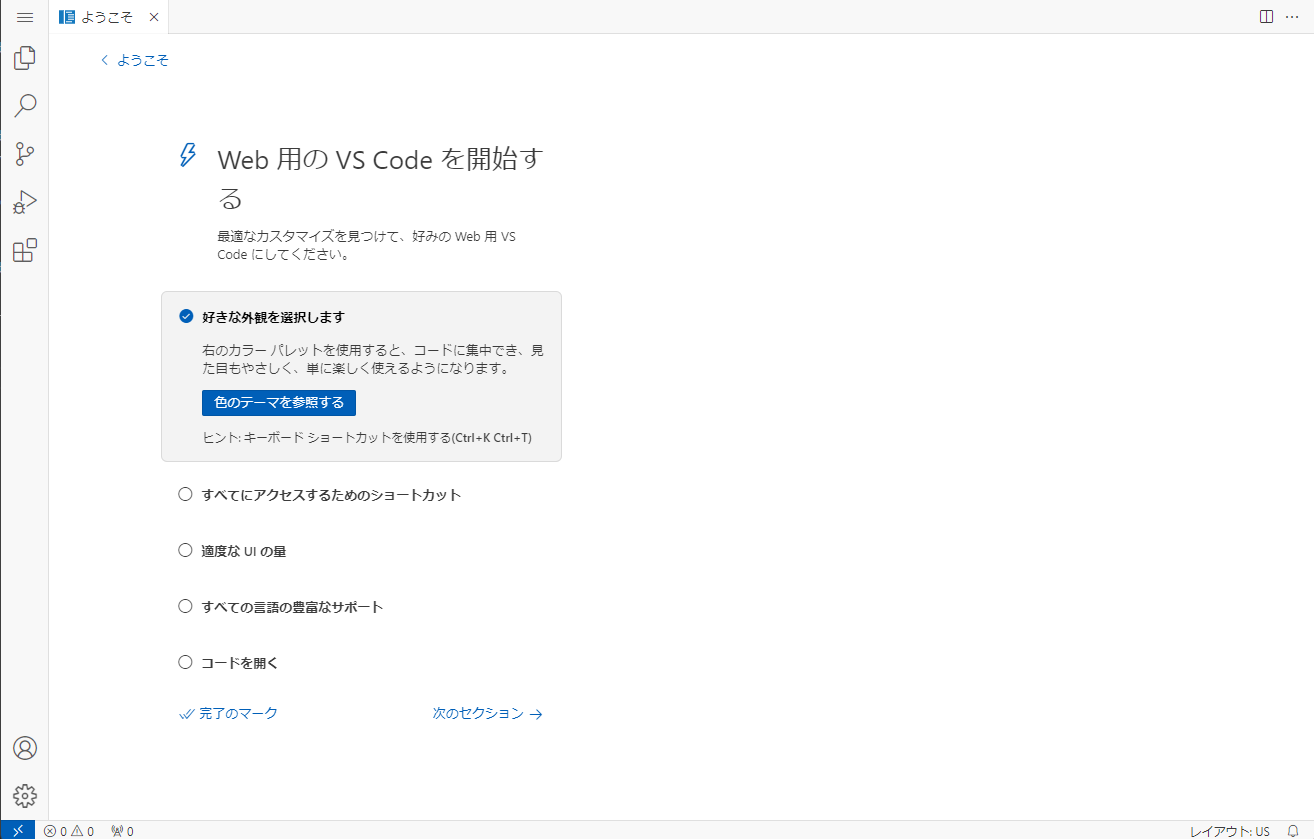 ようこそ
ようこそ
Web 用の VS Code を開始す
る
最適なカスタマイズを見つけて、好みの Web 用 VS
Code にしてください。
好きな外観を選択します
右のカラー パレットを使用すると、コードに集中でき、見
た目もやさしく、単に楽しく使えるようになります。
色のテーマを参照する
ヒント: キーボード ショートカットを使用する(Ctrl+K Ctrl+T)
すべてにアクセスするためのショートカット
適度な UI の量
すべての言語の豊富なサポート
コードを開く
完了のマーク
次のセクション
0 0 0
レイアウト: US